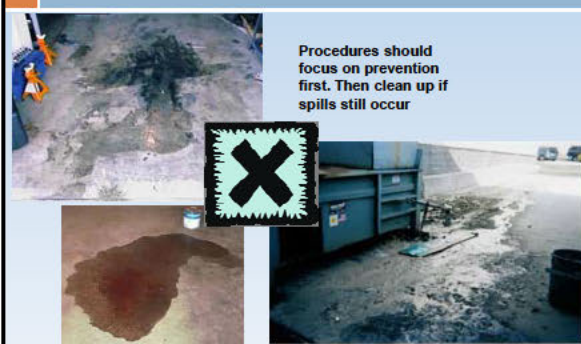 Procedures should
focus on prevention
first. Then clean up if
spills still occur